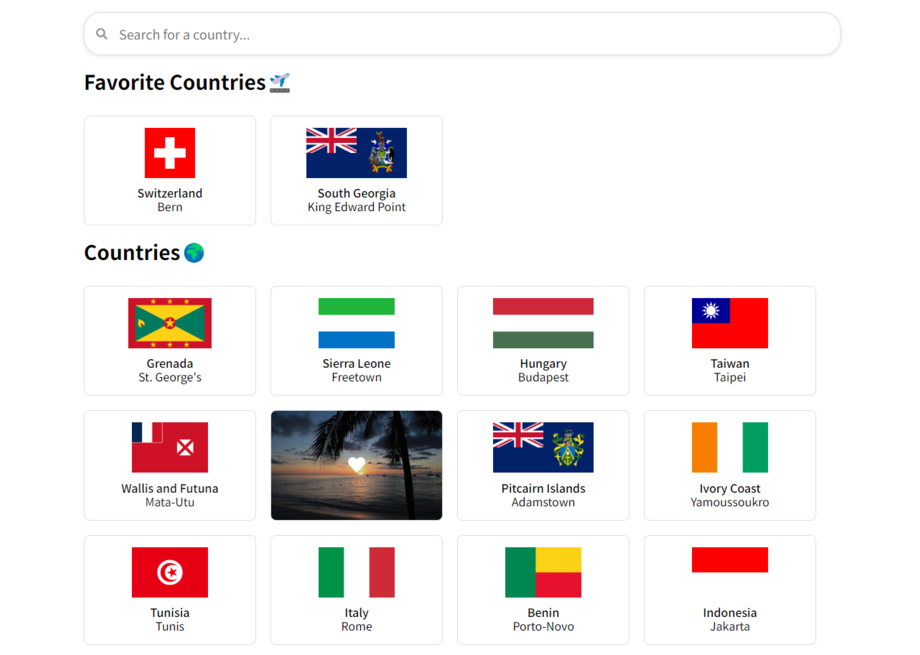 Search for a country...
Favorite Countries
Switzerland
Bern
South Georgia
King Edward Point
Countries
Grenada
St. George's
Sierra Leone
Freetown
Hungary
Budapest
Taiwan
Taipei
Wallis and Futuna
Mata-Utu
Pitcairn Islands
Adamstown
Ivory Coast
Yamoussoukro
Tunisia
Tunis
Italy
Rome
Benin
Porto-Novo
Indonesia
Jakarta